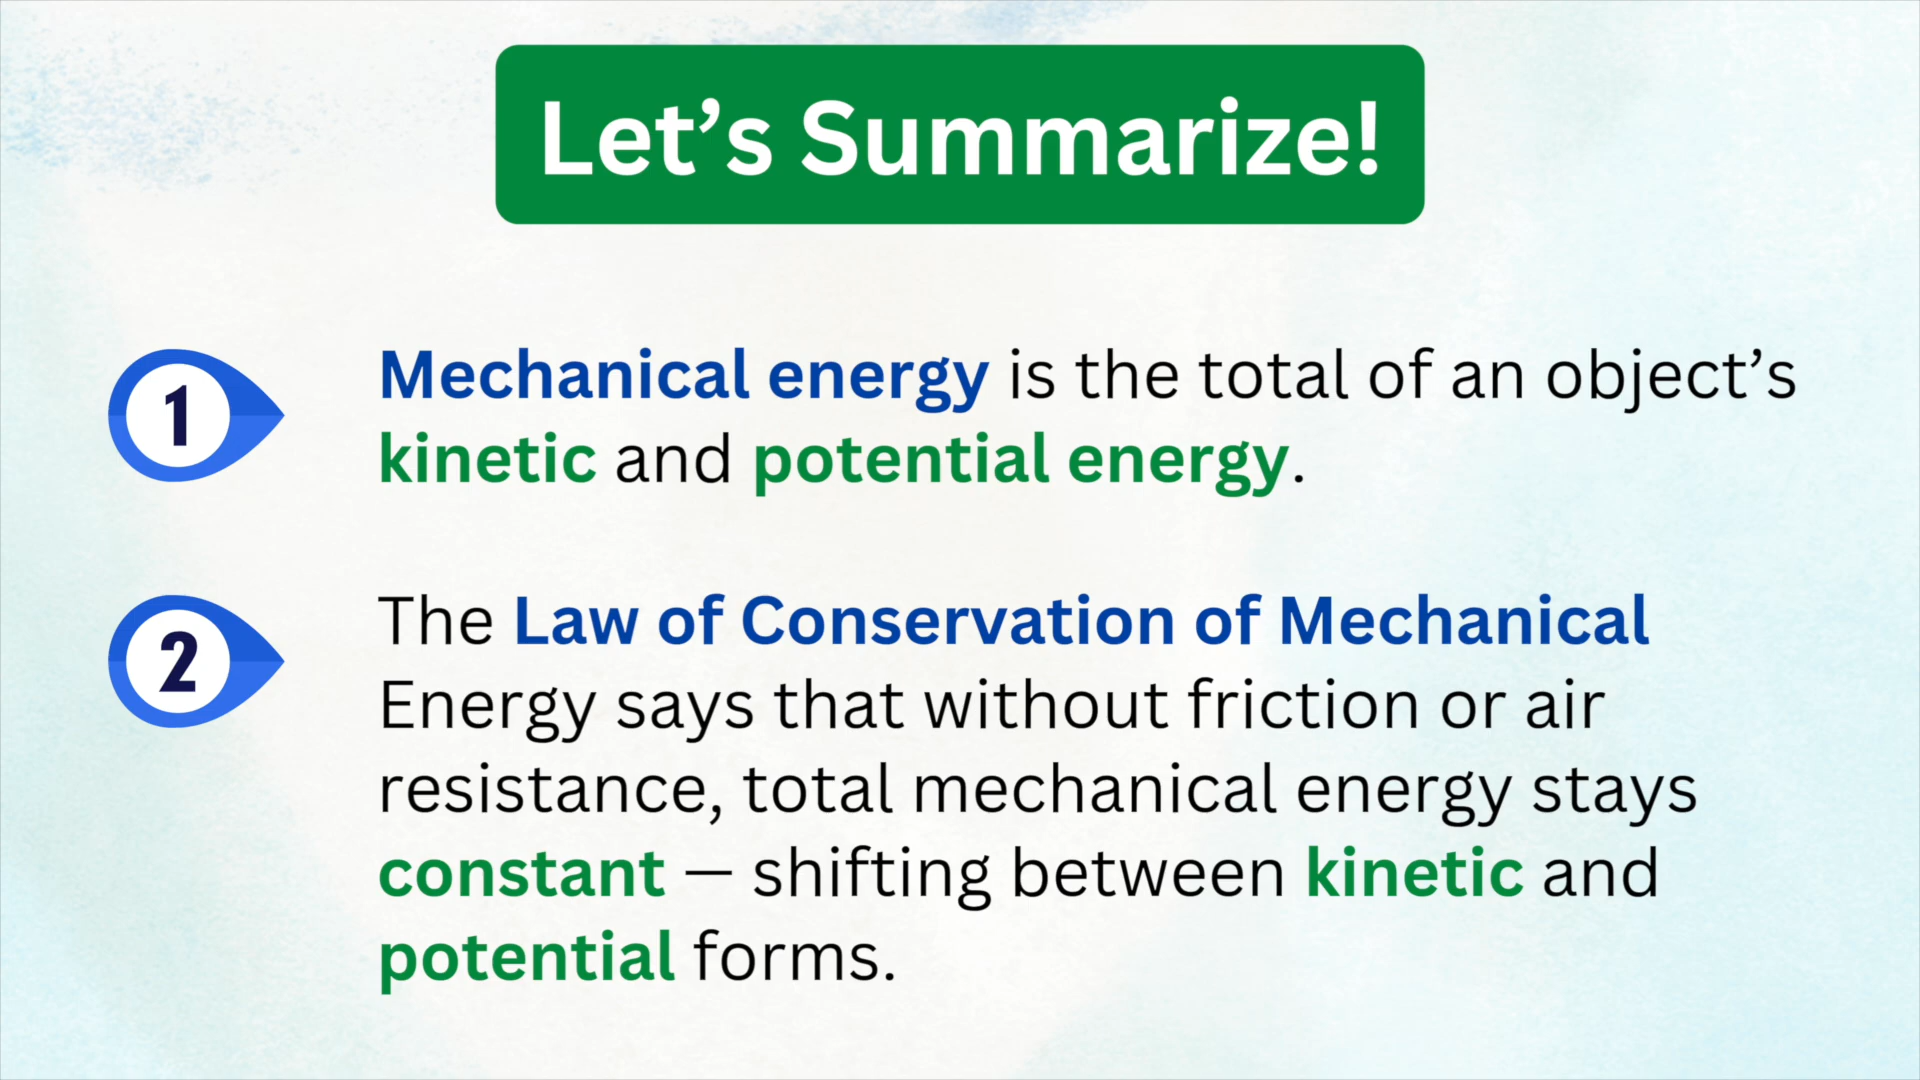 Let’s Summarize!
1
Mechanical energy is the total of an object’s
kinetic and potential energy.
2
The Law of Conservation of Mechanical
Energy says that without friction or air
resistance, total mechanical energy stays
constant – shifting between kinetic and
potential forms.